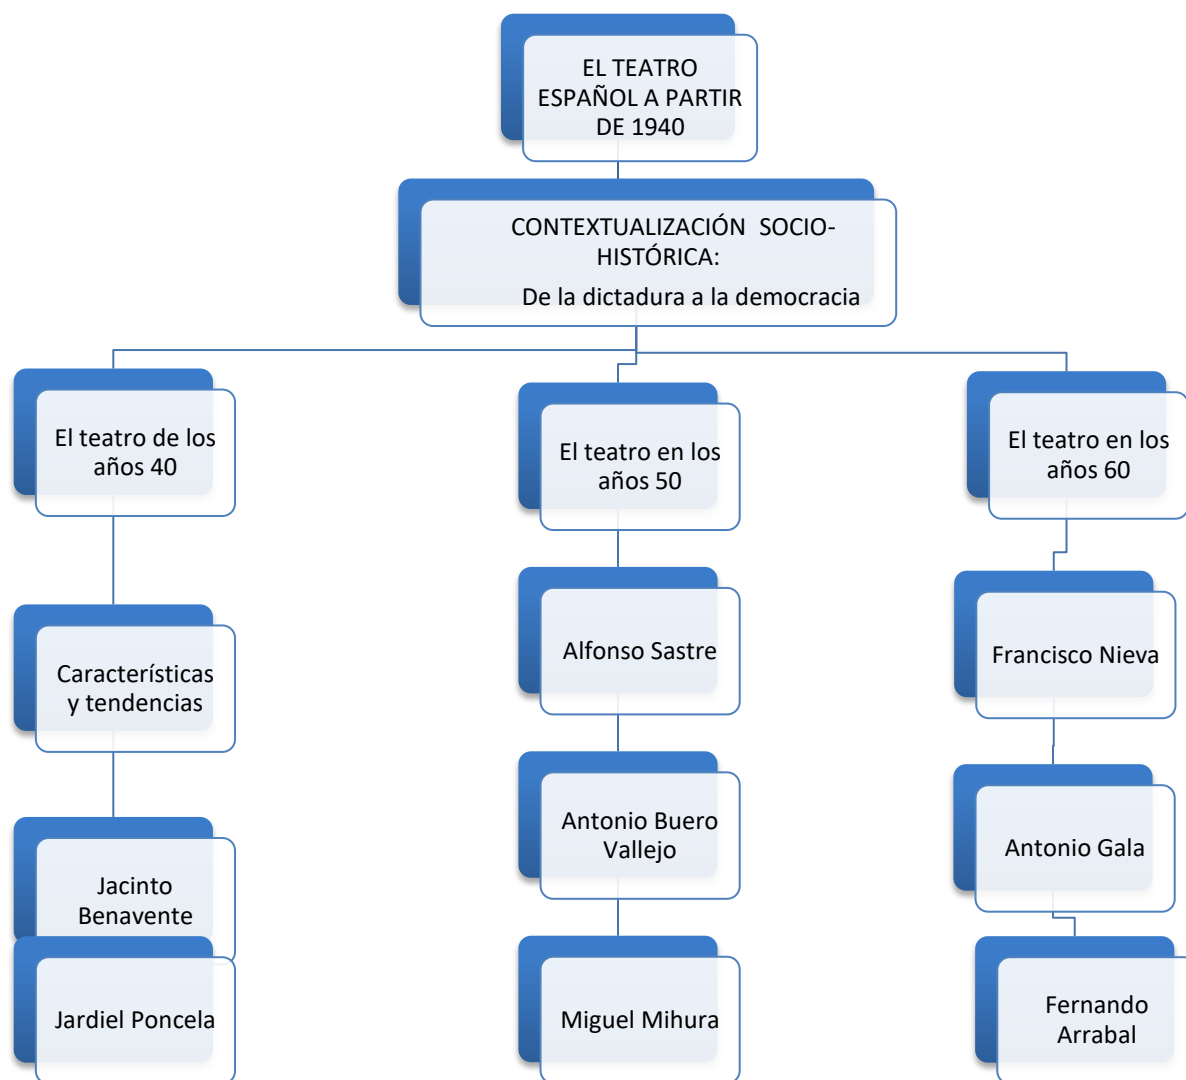 EL TEATRO
ESPAÑOL A PARTIR
DE 1940
CONTEXTUALIZACIÓN SOCIO-
HISTÓRICA:
De la dictadura a la democracia
El teatro de los
años 40
Características
y tendencias
Jacinto
Benavente
Jardiel Poncela
El teatro en los
años 50
Alfonso Sastre
Antonio Buero
Vallejo
Miguel Mihura
El teatro en los
años 60
Francisco Nieva
Antonio Gala
Fernando
Arrabal